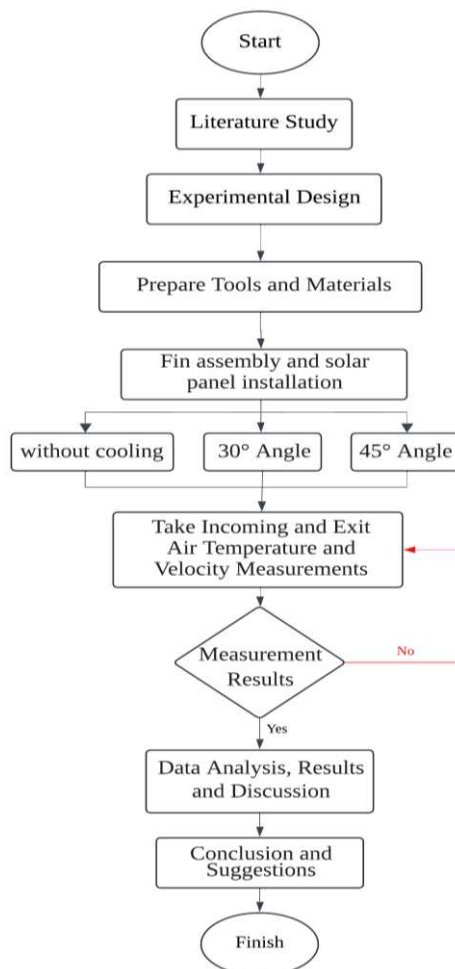 Start
Literature Study
Experimental Design
Prepare Tools and Materials
Fin assembly and solar
panel installation
without cooling
30° Angle
45° Angle
Take Incoming and Exit
Air Temperature and
Velocity Measurements
Measurement
Results
No
Yes
Data Analysis, Results
and Discussion
Conclusion and
Suggestions
Finish